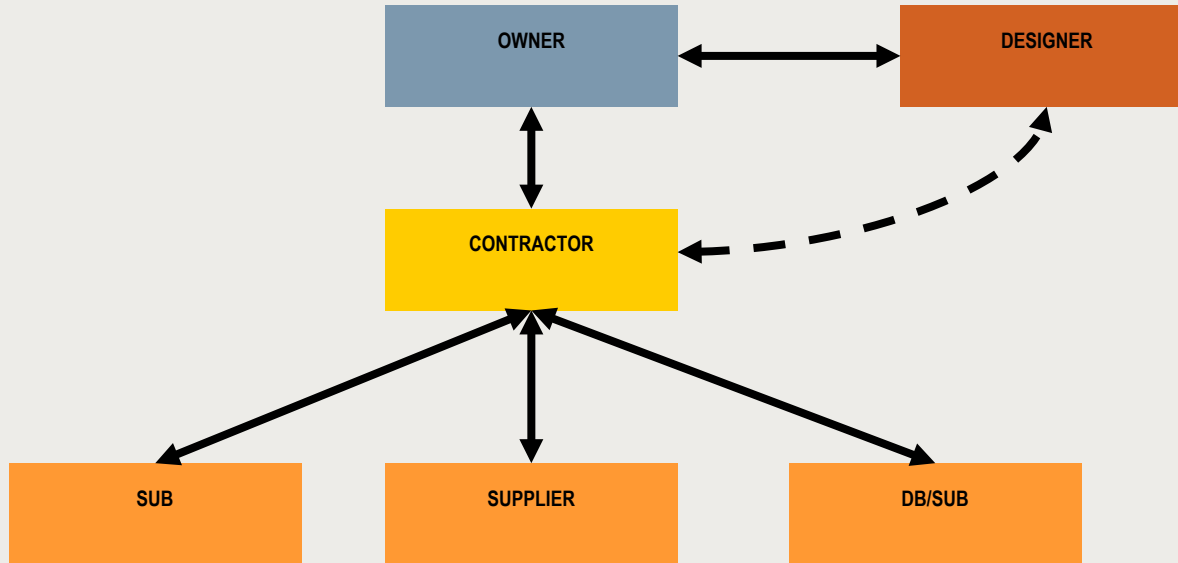 OWNER
DESIGNER
CONTRACTOR
SUB
SUPPLIER
DB/SUB